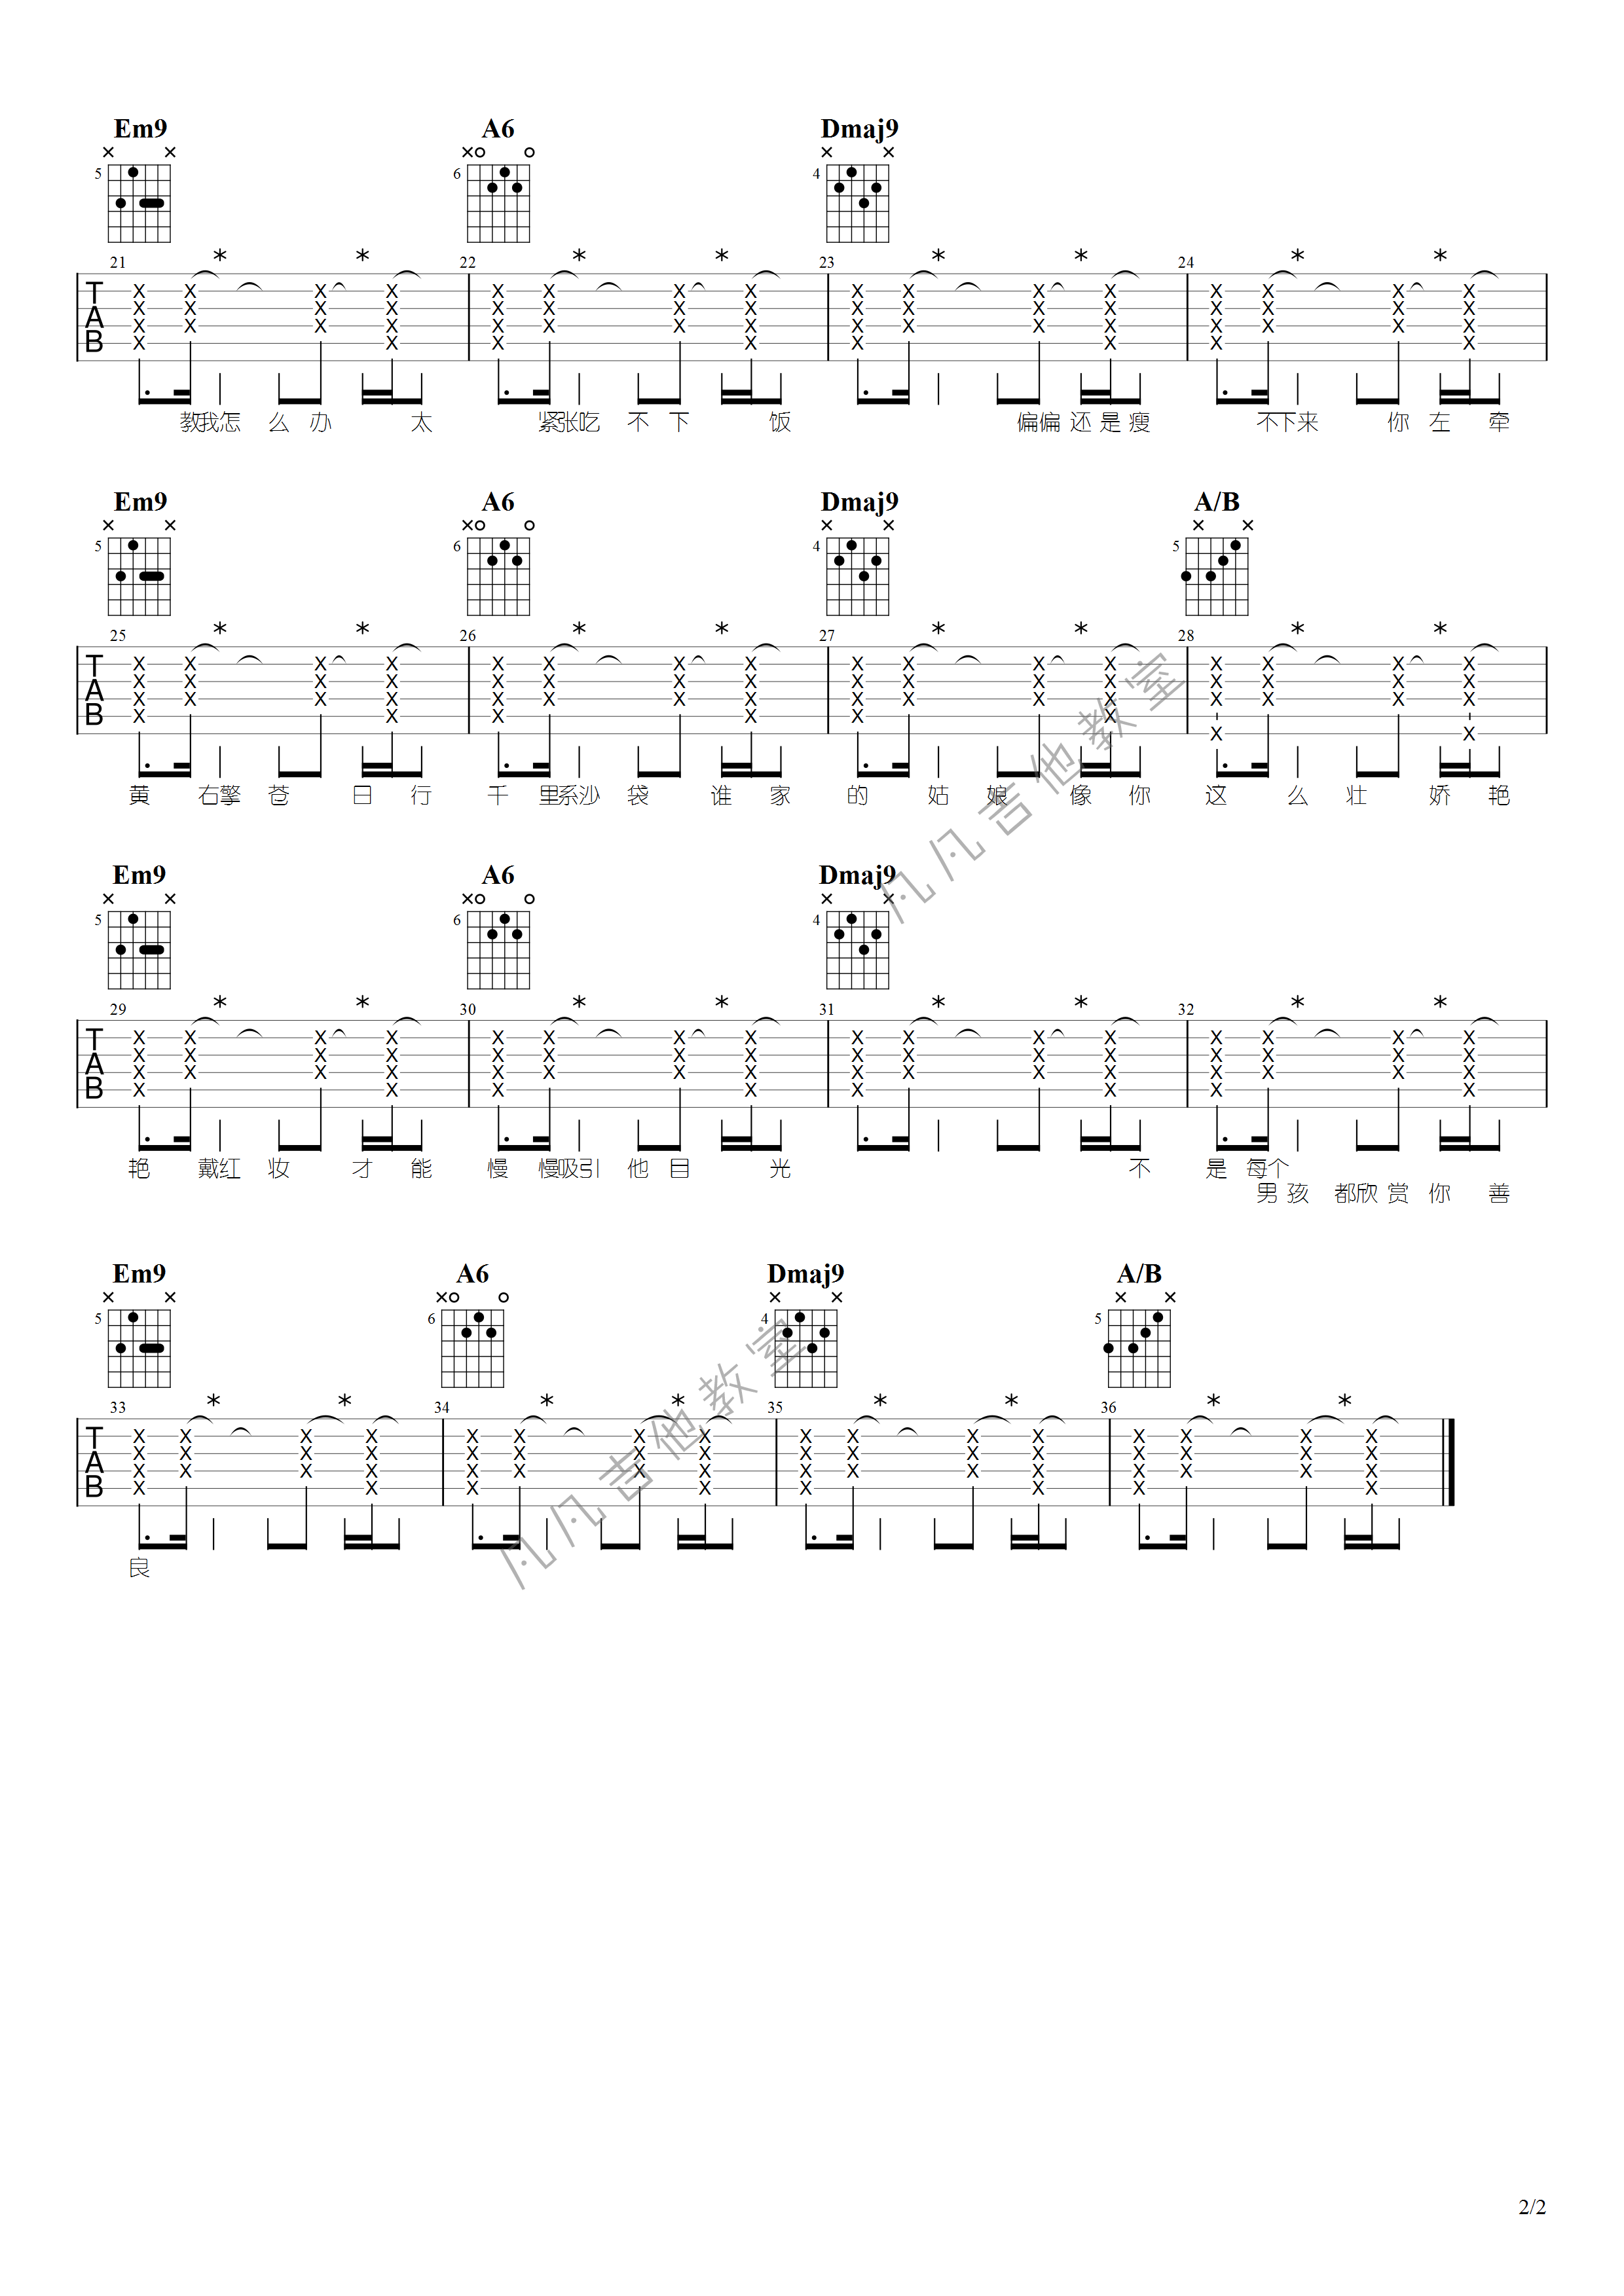 Em9 A6 Dmaj9
5 6 4
21 22 23 24
TAB
教我怎么办 太 紧张吃不下 饭 偏偏还是瘦 不下来 你左牵
Em9 A6 Dmaj9 A/B
5 6 4 5
25 26 27 28
TAB
黄 右擎苍 日行 千里系沙袋 谁家 的姑娘 像你 这么壮 娇艳
Em9 A6 Dmaj9
5 6 4
29 30 31 32
TAB
艳 戴红妆 才能 慢慢吸引他目 光 不 是每个
男孩 都欣赏你善
Em9 A6 Dmaj9 A/B
5 6 4 5
33 34 35 36
TAB
良
凡凡吉他教室
凡凡吉他教室
2/2